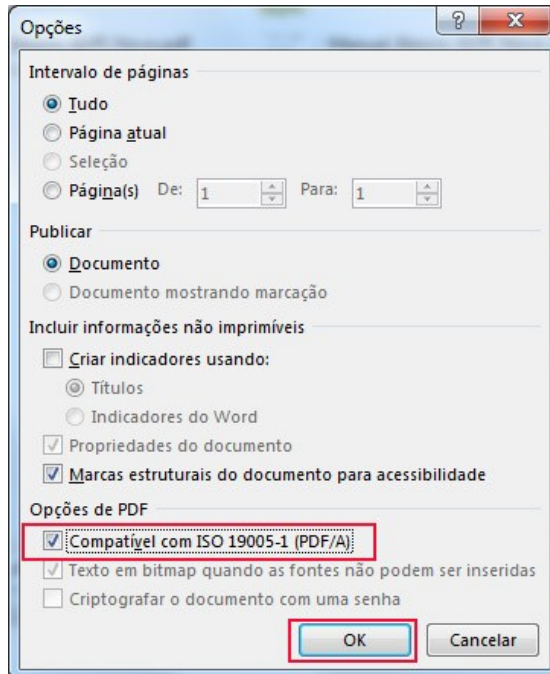 Opções
Intervalo de páginas
Tudo
Página atual
Seleção
Página(s) De: 1 Para: 1
Publicar
Documento
Documento mostrando marcação
Incluir informações não imprimíveis
Criar indicadores usando:
Títulos
Indicadores do Word
Propriedades do documento
Marcas estruturais do documento para acessibilidade
Opções de PDF
Compatível com ISO 19005-1 (PDF/A)
Texto em bitmap quando as fontes não podem ser inseridas
Criptografar o documento com uma senha
OK Cancelar